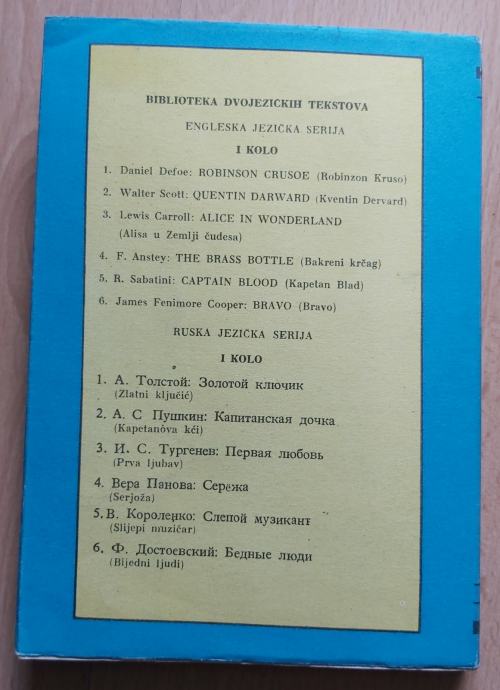 BIBLIOTEKA DVOJEZIČKIH TEKSTOVA
ENGLESKA JEZIČKA SERIJA
I KOLO
1. Daniel Defoe: ROBINSON CRUSOE (Robinzon Kruso)
2. Walter Scott: QUENTIN DARWARD (Kventin Dervard)
3. Lewis Carroll: ALICE IN WONDERLAND
(Alisa u Zemlji čudesa)
4. F. Anstey: THE BRASS BOTTLE (Bakreni krčag)
5. R. Sabatini: CAPTAIN BLOOD (Kapetan Blad)
6. James Fenimore Cooper: BRAVO (Bravo)
RUSKA JEZIČKA SERIJA
I KOLO
1. А. Толстой: Золотой ключик
(Zlatni ključić)
2. А. С Пушкин: Капитанская дочка
(Kapetanova kći)
3. И. С. Тургенев: Первая любовь
(Prva ljubav)
4. Вера Панова: Сережа
(Serjoža)
5. В. Короленко: Слепой музикант
(Slijepi muzičar)
6. Ф. Достоевский: Бедные люди
(Bijedni ljudi)